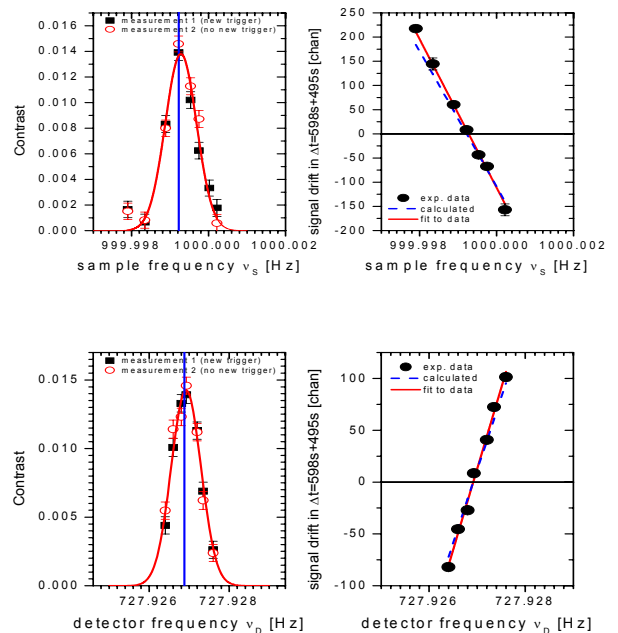 measurement 1 (new trigger)
measurement 2 (no new trigger)
0.016
0.014
0.012
0.010
0.008
0.006
0.004
0.002
0.000
Contrast
999.998
1000.000
1000.002
sample frequency νS [Hz]
250
200
150
100
50
0
-50
-100
-150
-200
signal drift in Δt=598s+495s [chan]
exp. data
calculated
fit to data
999.998
1000.000
1000.002
sample frequency νS [Hz]
measurement 1 (new trigger)
measurement 2 (no new trigger)
0.015
0.010
0.005
0.000
Contrast
727.926
727.928
detector frequency νD [Hz]
100
50
0
-50
-100
signal drift in Δt=598s+495s [chan]
exp. data
calculated
fit to data
727.926
727.928
detector frequency νD [Hz]